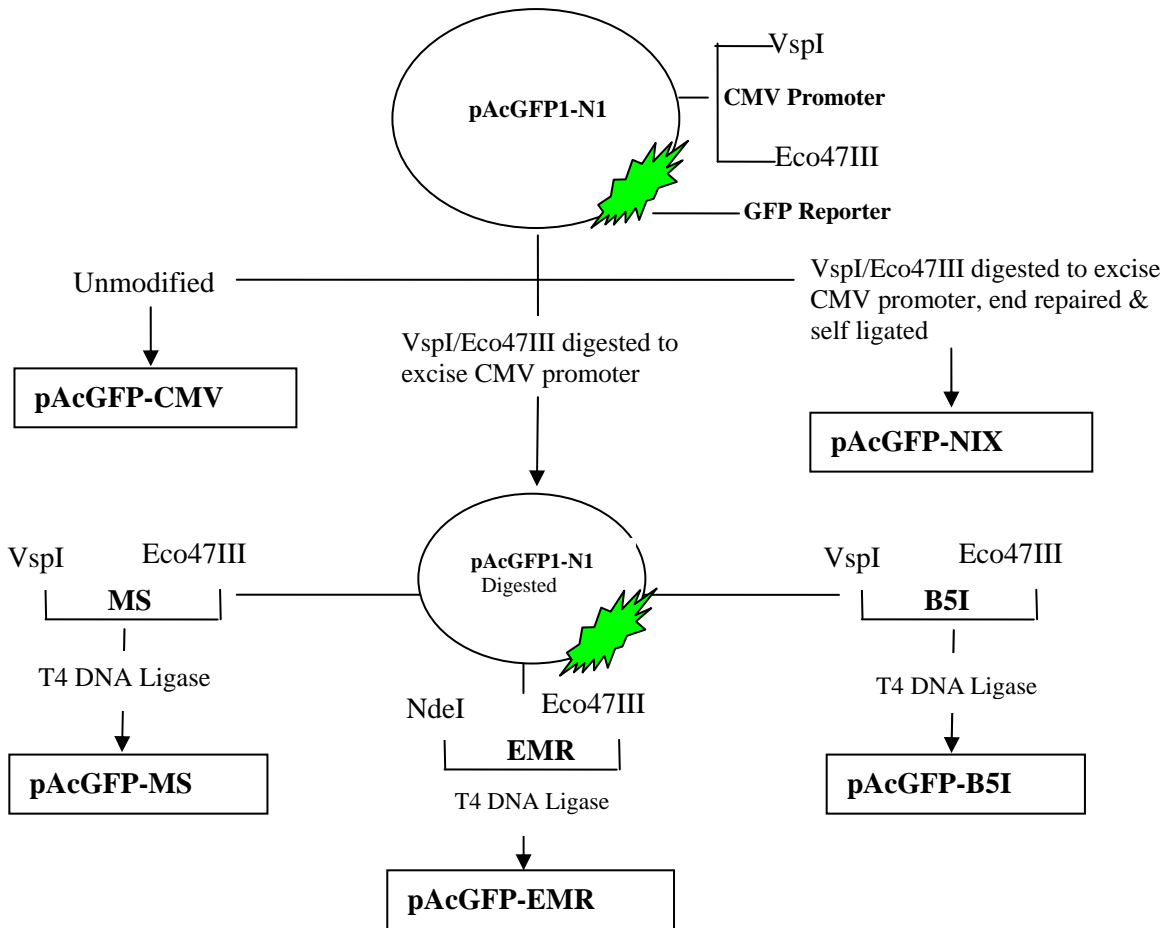 VspI
pAcGFP1-N1
CMV Promoter
Eco47III
GFP Reporter
Unmodified
pAcGFP-CMV
VspI/Eco47III digested to
excise CMV promoter
VspI/Eco47III digested to excise
CMV promoter, end repaired &
self ligated
pAcGFP-NIX
pAcGFP1-N1
Digested
VspI Eco47III
MS
T4 DNA Ligase
pAcGFP-MS
NdeI Eco47III
EMR
T4 DNA Ligase
pAcGFP-EMR
VspI Eco47III
B5I
T4 DNA Ligase
pAcGFP-B5I